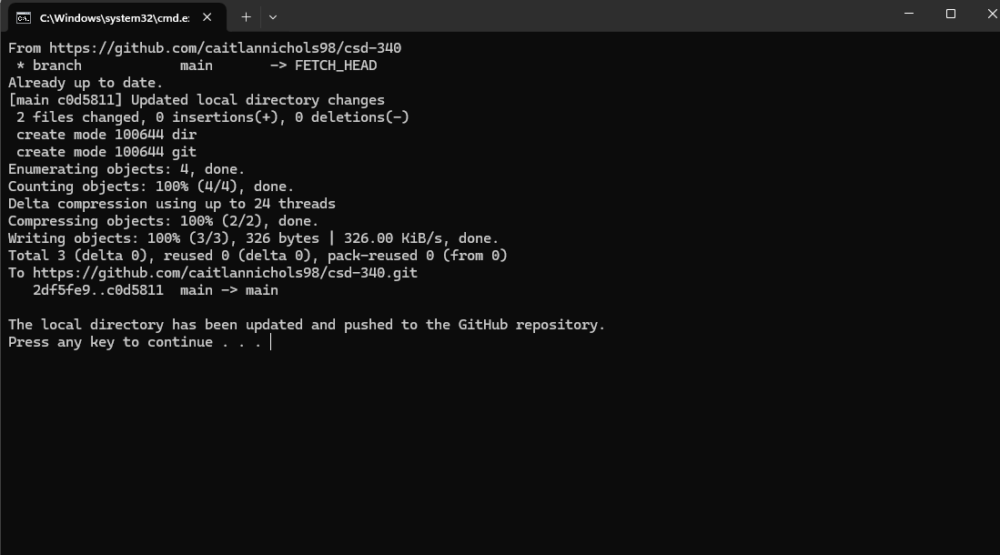 C:\Windows\system32\cmd.e:
From https://github.com/caitlannichols98/csd-340
 * branch            main       -> FETCH_HEAD
Already up to date.
[main c0d5811] Updated local directory changes
 2 files changed, 0 insertions(+), 0 deletions(-)
 create mode 100644 dir
 create mode 100644 git
Enumerating objects: 4, done.
Counting objects: 100% (4/4), done.
Delta compression using up to 24 threads
Compressing objects: 100% (2/2), done.
Writing objects: 100% (3/3), 326 bytes | 326.00 KiB/s, done.
Total 3 (delta 0), reused 0 (delta 0), pack-reused 0 (from 0)
To https://github.com/caitlannichols98/csd-340.git
   2df5fe9..c0d5811  main -> main
The local directory has been updated and pushed to the GitHub repository.
Press any key to continue . . .